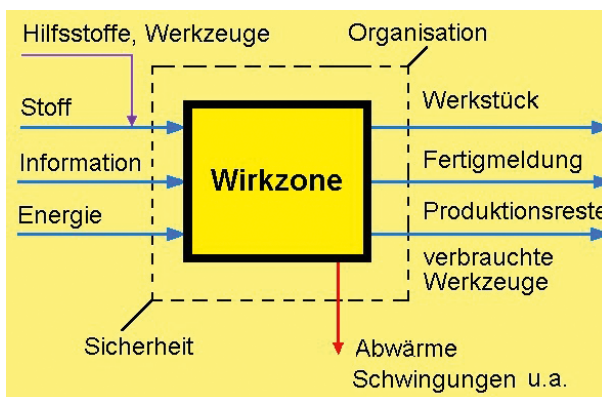 Hilfsstoffe, Werkzeuge
Organisation
Stoff
Werkstück
Information
Wirkzone
Fertigmeldung
Energie
Produktionsreste
verbrauchte
Werkzeuge
Sicherheit
Abwärme
Schwingungen u.a.